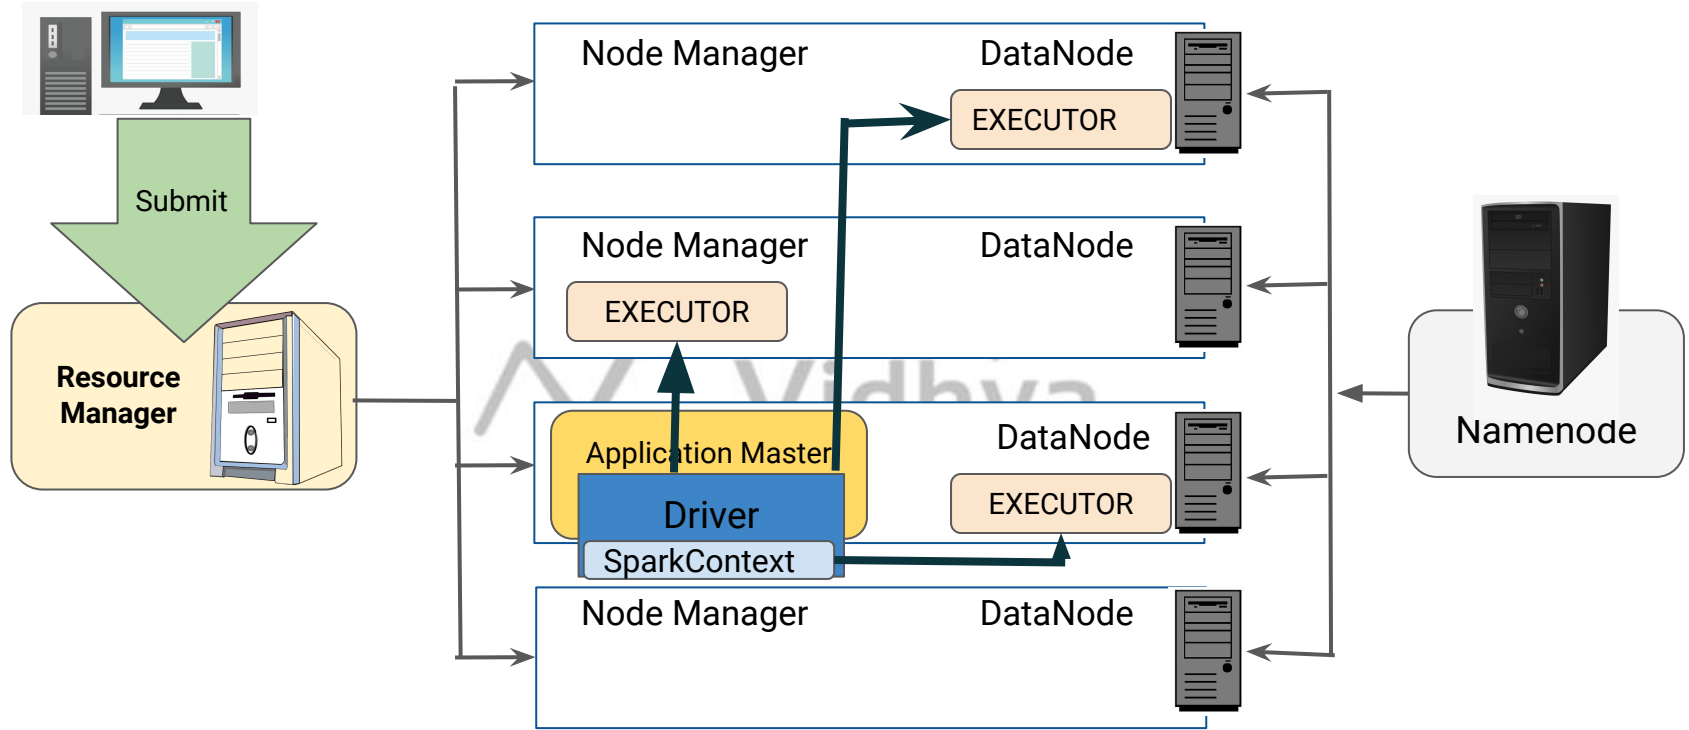 Submit
Resource
Manager
Node Manager
DataNode
EXECUTOR
Node Manager
DataNode
EXECUTOR
Vidhya
Application Master
DataNode
Driver
EXECUTOR
SparkContext
Node Manager
DataNode
Namenode